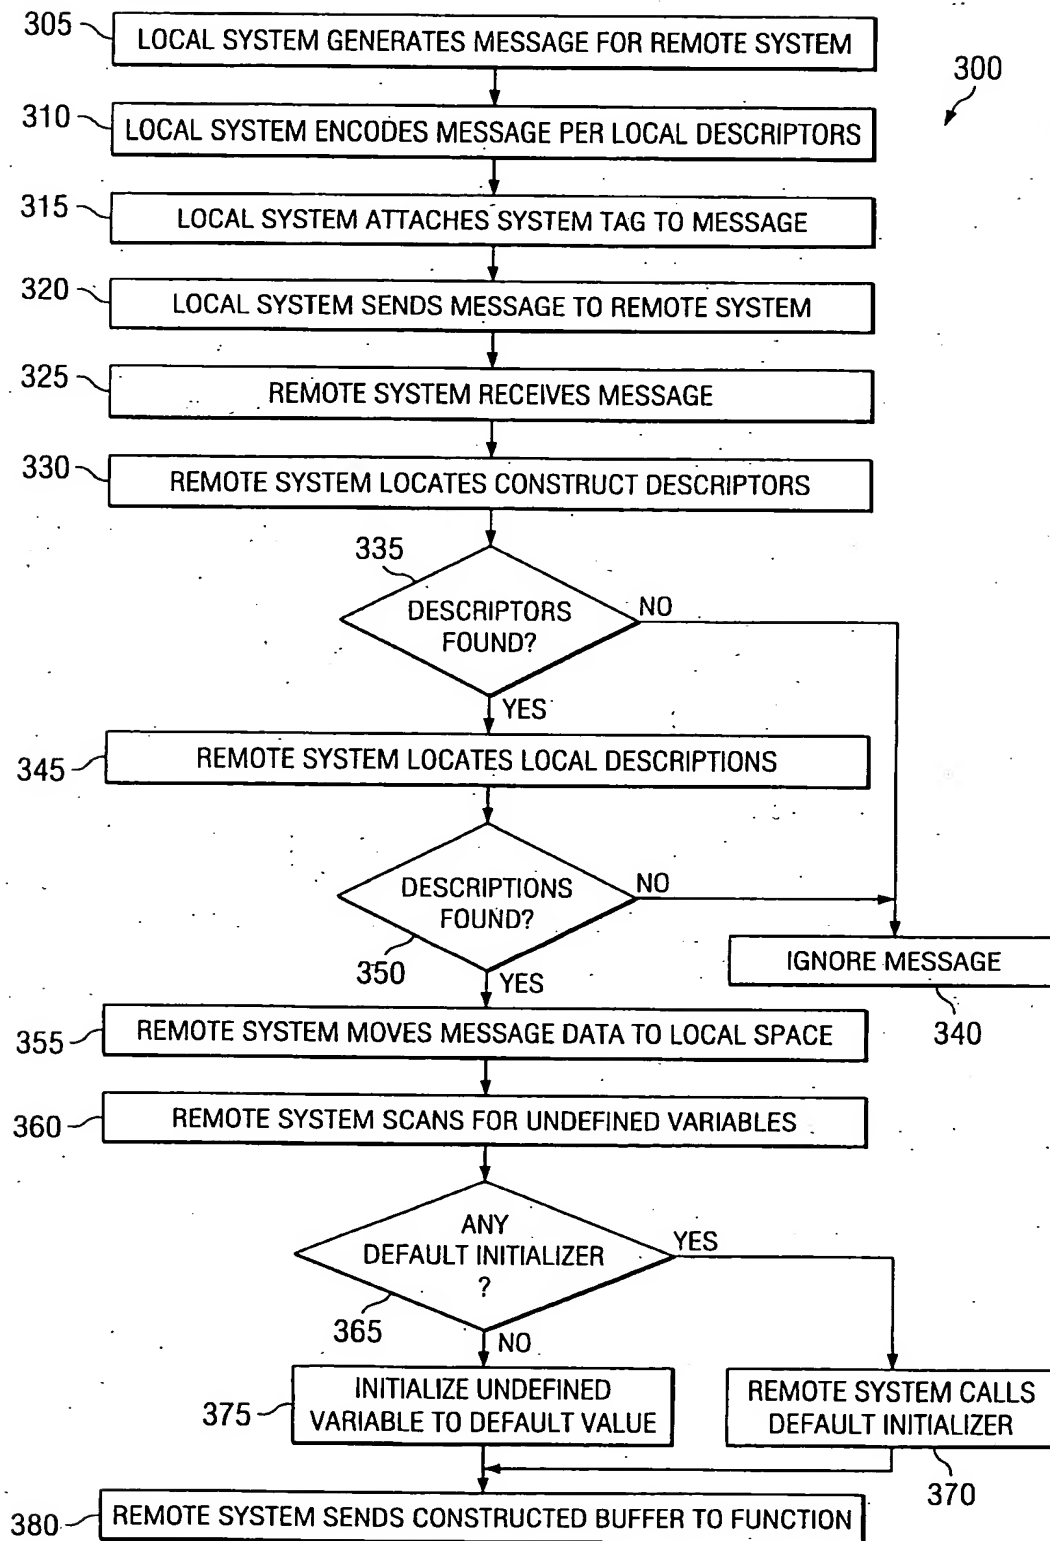 305
LOCAL SYSTEM GENERATES MESSAGE FOR REMOTE SYSTEM
300
310
LOCAL SYSTEM ENCODES MESSAGE PER LOCAL DESCRIPTORS
315
LOCAL SYSTEM ATTACHES SYSTEM TAG TO MESSAGE
320
LOCAL SYSTEM SENDS MESSAGE TO REMOTE SYSTEM
325
REMOTE SYSTEM RECEIVES MESSAGE
330
REMOTE SYSTEM LOCATES CONSTRUCT DESCRIPTORS
335
DESCRIPTORS
FOUND?
NO
YES
345
REMOTE SYSTEM LOCATES LOCAL DESCRIPTIONS
DESCRIPTIONS
FOUND?
NO
350
YES
IGNORE MESSAGE
340
355
REMOTE SYSTEM MOVES MESSAGE DATA TO LOCAL SPACE
360
REMOTE SYSTEM SCANS FOR UNDEFINED VARIABLES
ANY
DEFAULT INITIALIZER
?
YES
365
NO
375
INITIALIZE UNDEFINED
VARIABLE TO DEFAULT VALUE
REMOTE SYSTEM CALLS
DEFAULT INITIALIZER
370
380
REMOTE SYSTEM SENDS CONSTRUCTED BUFFER TO FUNCTION